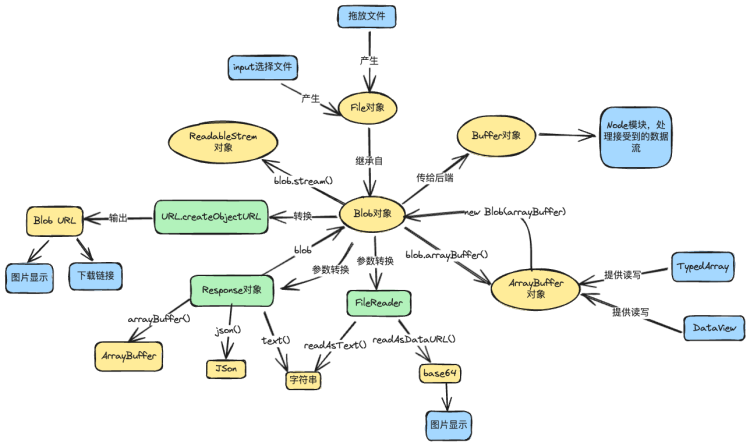 拖放文件
产生
input选择文件
产生
File对象
ReadableStrem
对象
继承自
Buffer对象
Node模块，处
理接受到的数据
流
blob.stream()
传给后端
Blob URL
输出
URL.createObjectURL
转换
Blob对象
new Blob(arrayBuffer)
图片显示
下载链接
blob
参数转换
参数转换
blob.arrayBuffer()
Response对象
FileReader
ArrayBuffer
对象
提供读写
TypedArray
提供读写
DataView
arrayBuffer()
json()
text()
readAsText()
readAsDataURL()
ArrayBuffer
JSon
字符串
base64
图片显示